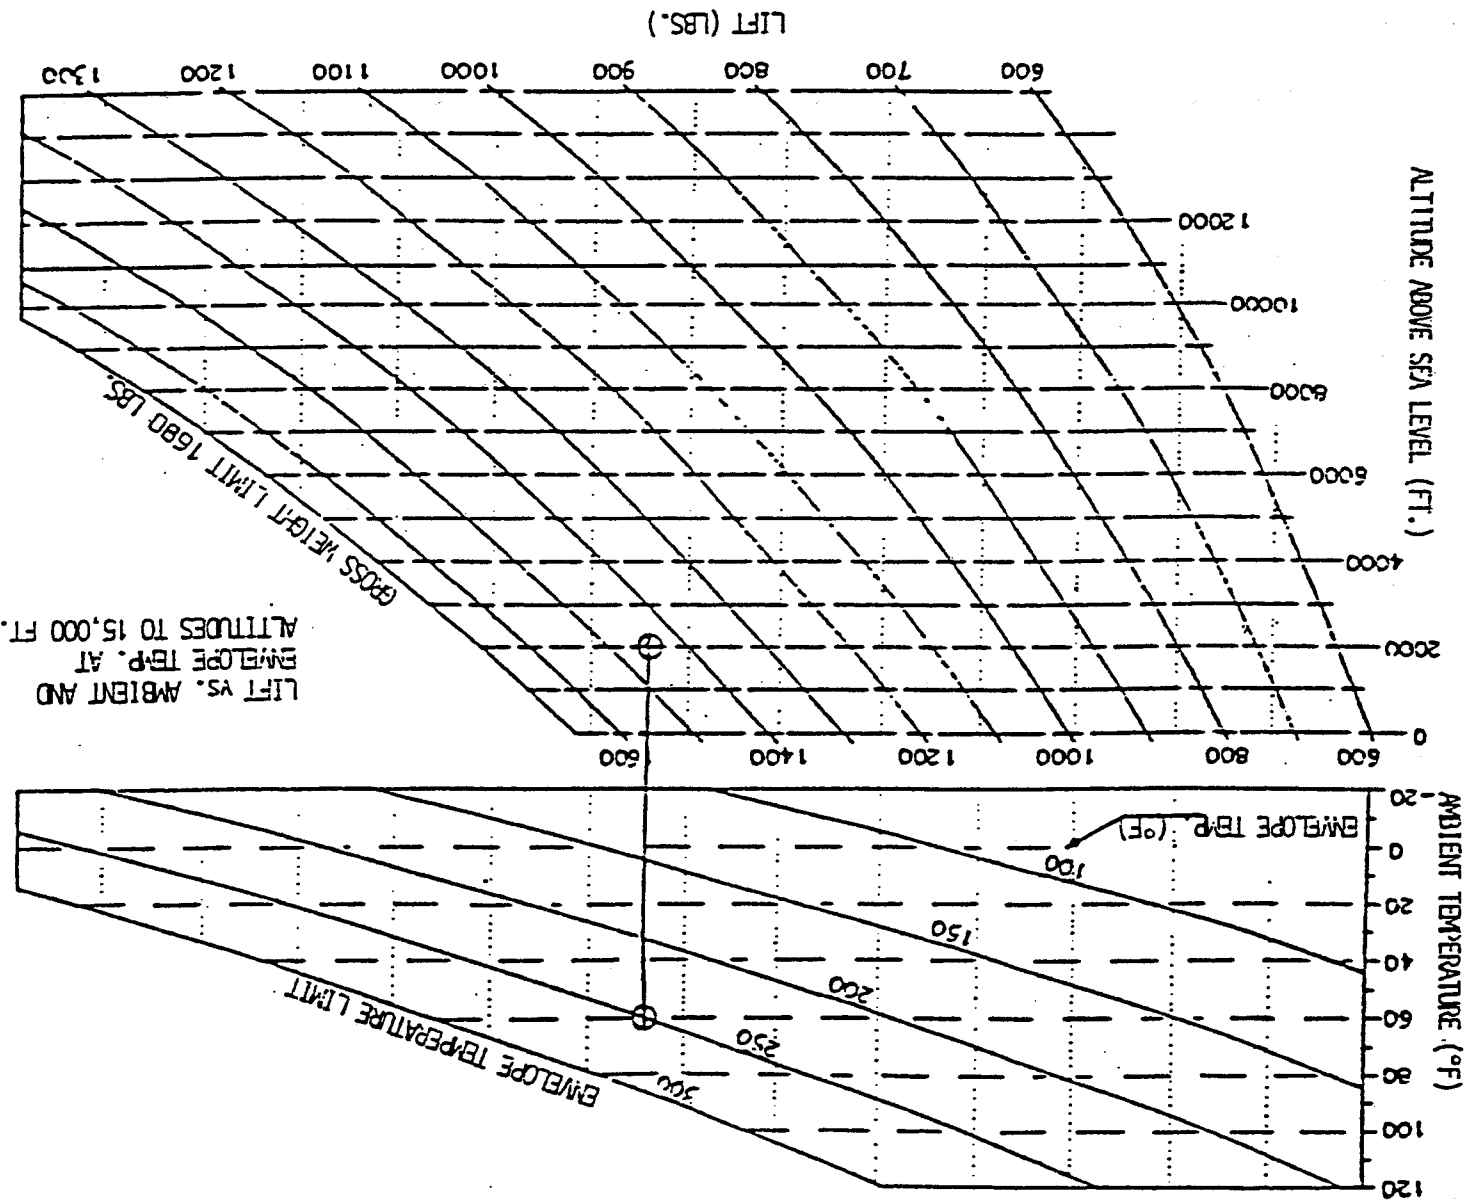 120
100
80
60
40
20
0
-20
AMBIENT TEMPERATURE (°F)
300
250
200
150
100
ENVELOPE TEMPERATURE LIMIT
ENVELOPE TEMP. (°F)
600 800 1000 1200 1400 600
LIFT vs. AMBIENT AND
ENVELOPE TEMP. AT
ALTITUDES TO 15,000 FT.
GROSS WEIGHT LIMIT 1680 LBS.
0
2000
4000
6000
8000
10000
12000
ALTITUDE ABOVE SEA LEVEL (FT.)
600 700 800 900 1000 1100 1200 1300
LIFT (LBS.)